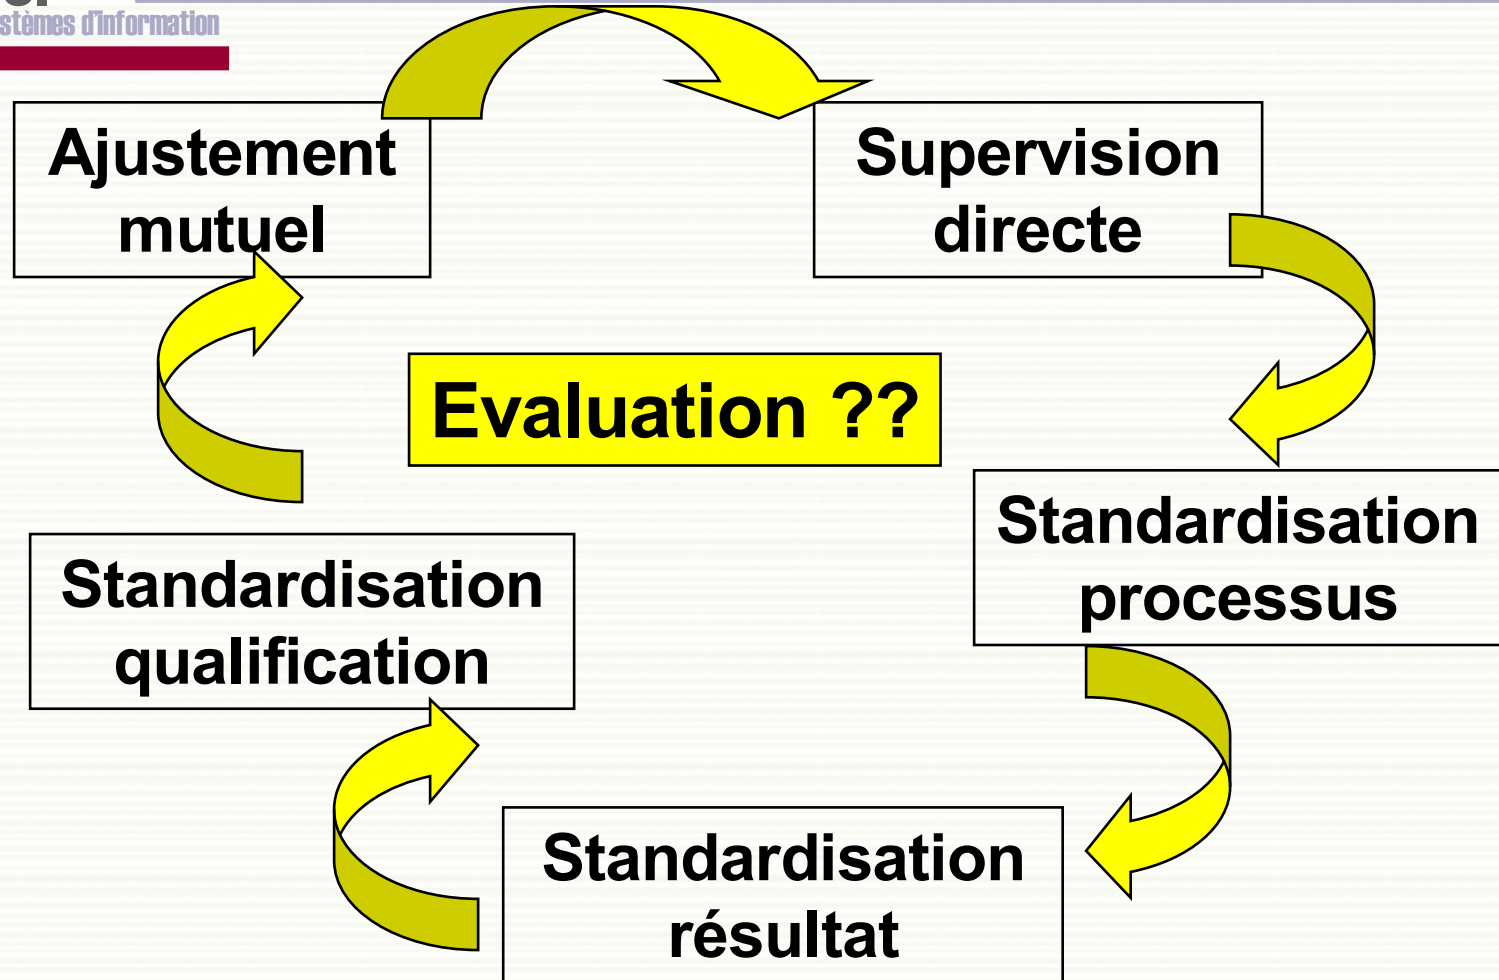 stèmes d'information
Ajustement
mutuel
Supervision
directe
Evaluation ??
Standardisation
processus
Standardisation
qualification
Standardisation
résultat